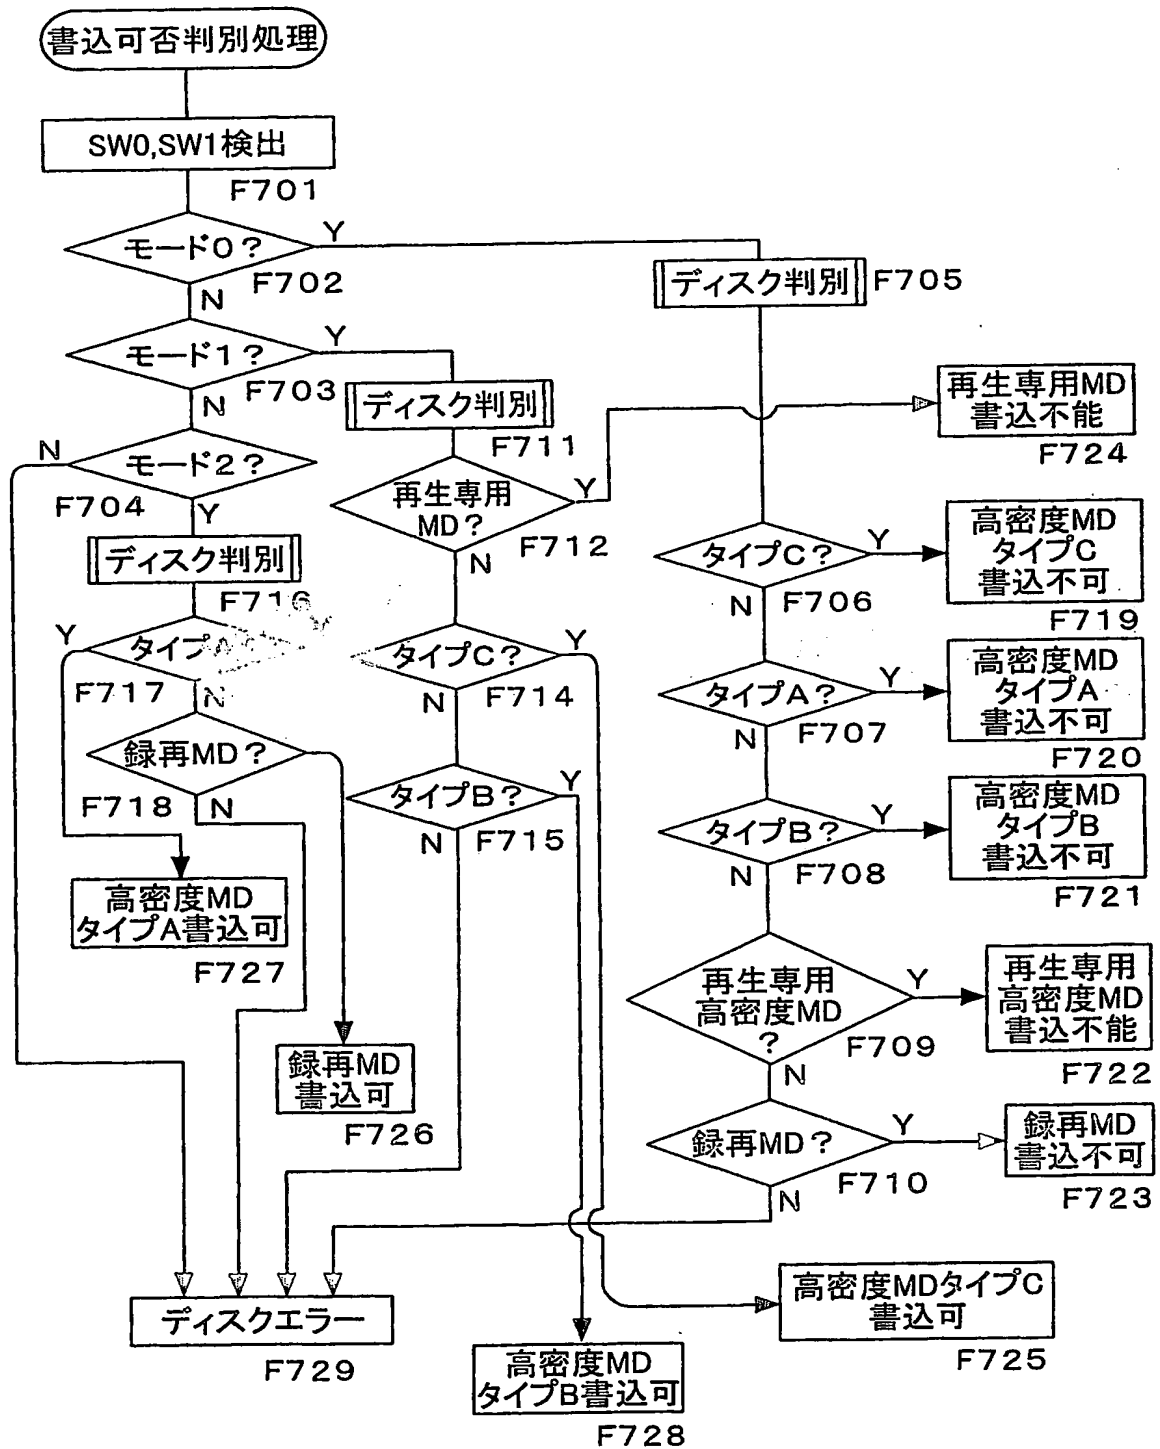 書込可否判別処理
SW0,SW1検出
F701
モード0?
Y
F702
N
ディスク判別
F705
モード1?
Y
F703
N
ディスク判別
F711
モード2?
N
F704
Y
再生専用
MD?
Y
F712
N
再生専用MD
書込不能
F724
ディスク判別
F716
タイプ
Y
F717
N
タイプC?
Y
F714
N
タイプC?
Y
F706
N
高密度MD
タイプC
書込不可
F719
タイプA?
Y
F707
N
高密度MD
タイプA
書込不可
F720
録再MD?
F718
N
タイプB?
Y
F715
N
タイプB?
Y
F708
N
高密度MD
タイプB
書込不可
F721
高密度MD
タイプA書込可
F727
再生専用
高密度MD
?
Y
F709
N
再生専用
高密度MD
書込不能
F722
録再MD
書込可
F726
録再MD?
Y
F710
N
録再MD
書込不可
F723
ディスクエラー
F729
高密度MDタイプC
書込可
F725
高密度MD
タイプB書込可
F728